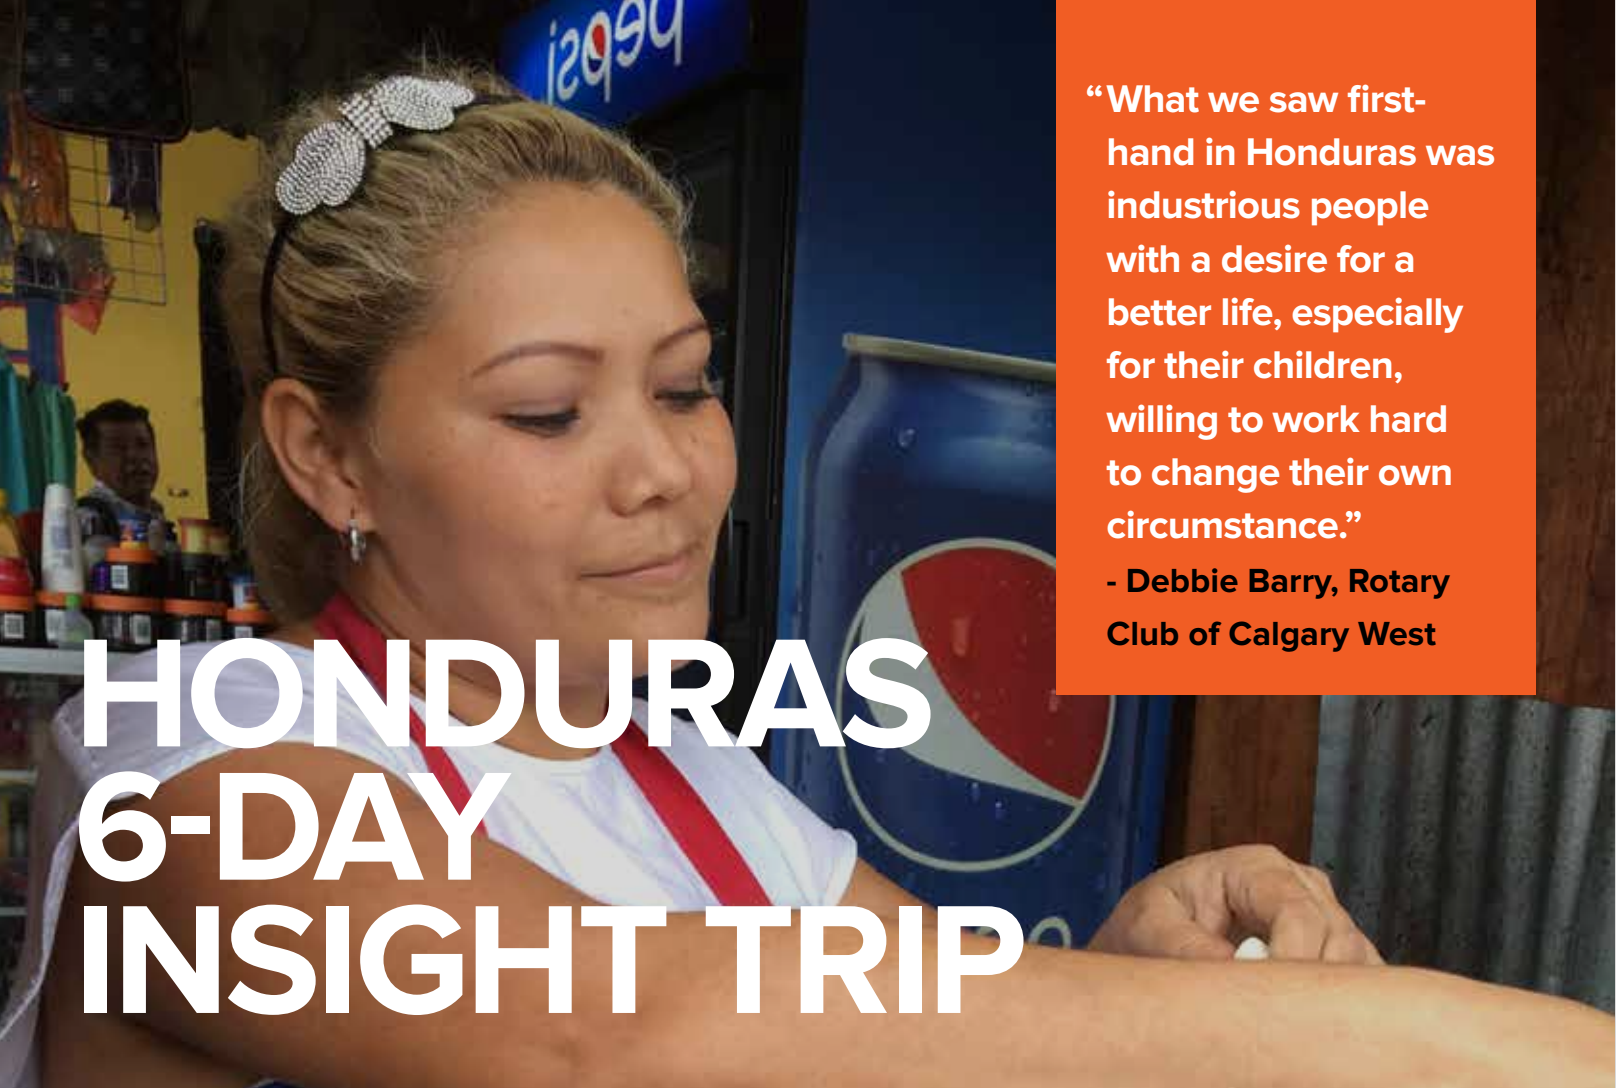 pepsi
“What we saw first-
hand in Honduras was
industrious people
with a desire for a
better life, especially
for their children,
willing to work hard
to change their own
circumstance.”
- Debbie Barry, Rotary
Club of Calgary West
HONDURAS
6-DAY
INSIGHT TRIP